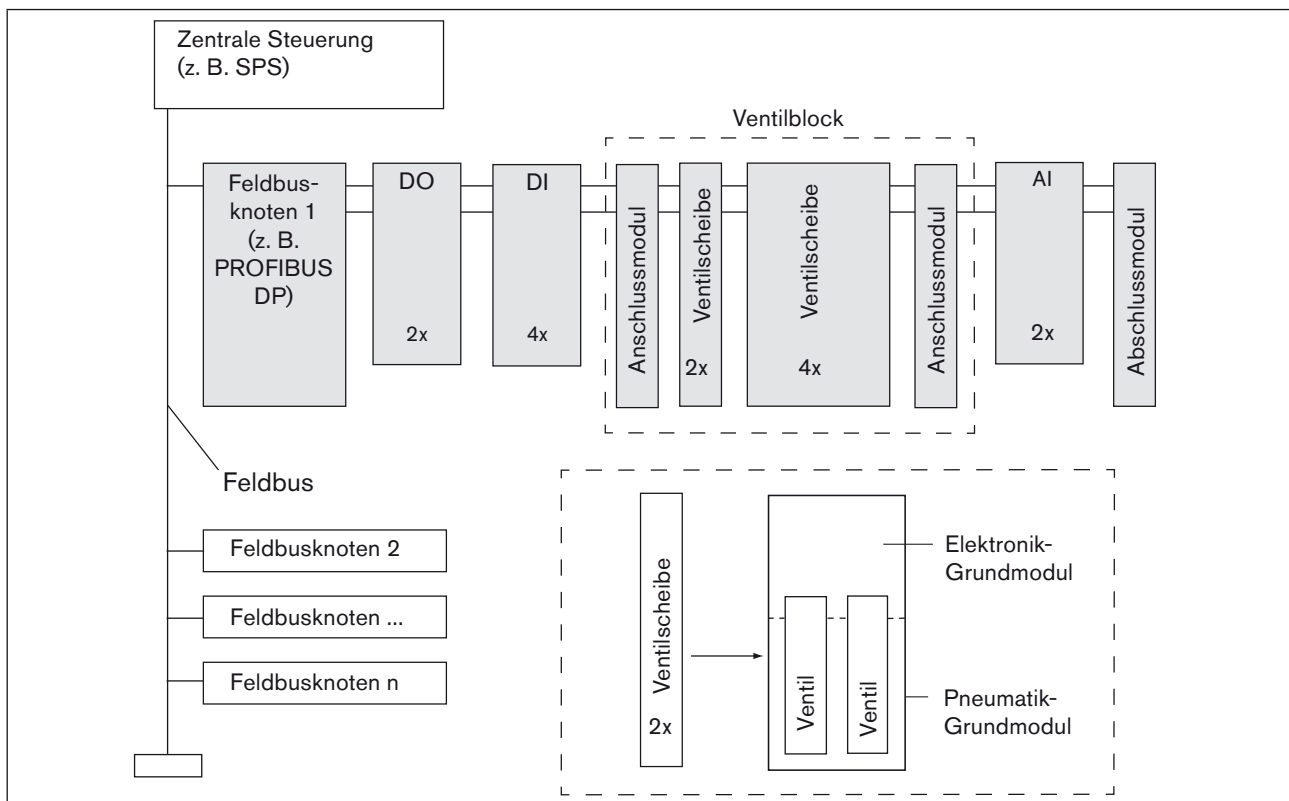 Zentrale Steuerung
(z. B. SPS)
Ventilblock
Feldbus-
knoten 1
(z. B.
PROFIBUS
DP)
DO
2x
DI
4x
Anschlussmodul
Ventilscheibe
2x
Ventilscheibe
4x
Anschlussmodul
AI
2x
Abschlussmodul
Feldbus
Feldbusknoten 2
Feldbusknoten ...
Feldbusknoten n
Ventilscheibe
2x
Ventil
Ventil
Elektronik-
Grundmodul
Pneumatik-
Grundmodul